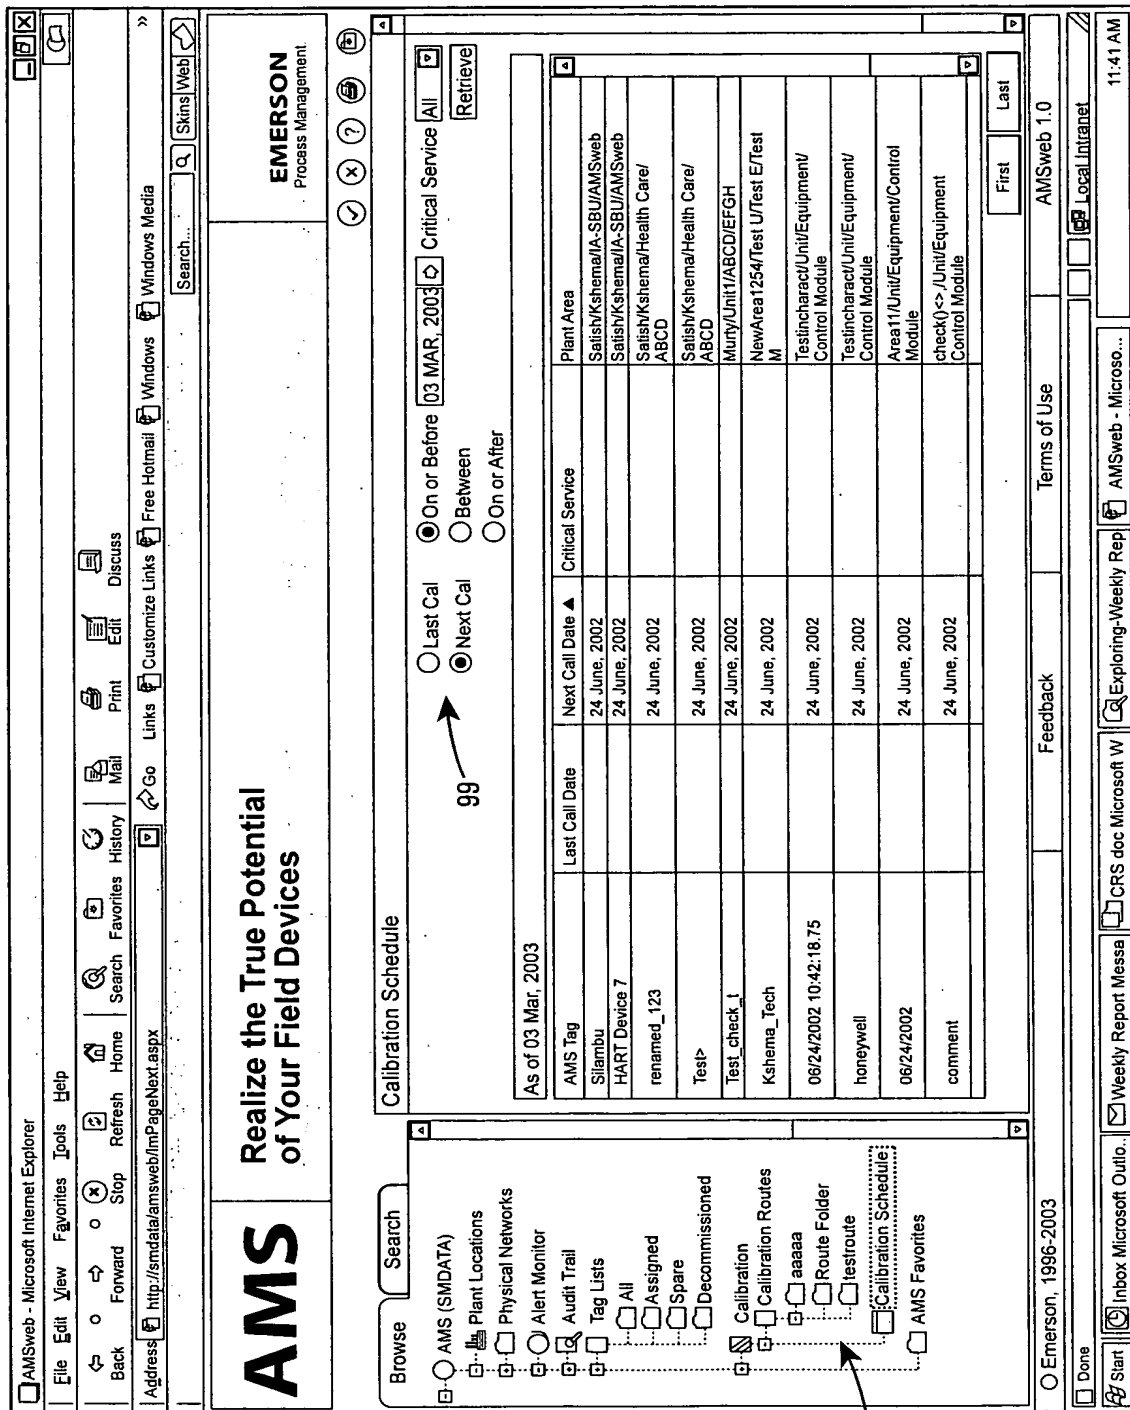 AMSweb - Microsoft Internet Explorer
File Edit View Favorites Tools Help
Back Forward Stop Refresh Home Search Favorites History Mail Print Edit Discuss
Address http://smdata/amsweb/ImPageNext.aspx Go Links Customize Links Free Hotmail Windows Windows Media »
Search... Skins Web
AMS
Realize the True Potential
of Your Field Devices
EMERSON
Process Management
Browse Search
AMS (SMDATA)
Plant Locations
Physical Networks
Alert Monitor
Audit Trail
Tag Lists
All
Assigned
Spare
Decommissioned
Calibration
Calibration Routes
aaaaa
Route Folder
testroute
Calibration Schedule
AMS Favorites
Calibration Schedule
99
Last Cal
Next Cal
On or Before 03 MAR, 2003 Critical Service All
Between
On or After
Retrieve
As of 03 Mar, 2003
AMS Tag Last Call Date Next Call Date ▲ Critical Service Plant Area
Silambu 24 June, 2002 Satish/Kshema/IA-SBU/AMSweb
HART Device 7 24 June, 2002 Satish/Kshema/IA-SBU/AMSweb
renamed_123 24 June, 2002 Satish/Kshema/Health Care/
ABCD
Test> 24 June, 2002 Satish/Kshema/Health Care/
ABCD
Test_check_t 24 June, 2002 Murty/Unit1/ABCD/EFGH
Kshema_Tech 24 June, 2002 NewArea1254/Test U/Test E/Test
M
06/24/2002 10:42:18.75 24 June, 2002 Testincharact/Unit/Equipment/
Control Module
honeywell 24 June, 2002 Testincharact/Unit/Equipment/
Control Module
06/24/2002 24 June, 2002 Area11/Unit/Equipment/Control
Module
comment 24 June, 2002 check()<>,/Unit/Equipment
Control Module
First Last
Emerson, 1996-2003 Feedback Terms of Use AMSweb 1.0
Done Local Intranet
Start Inbox Microsoft Outlo.. Weekly Report Messa CRS doc Microsoft W Exploring-Weekly Rep AMSweb - Microso... 11:41 AM